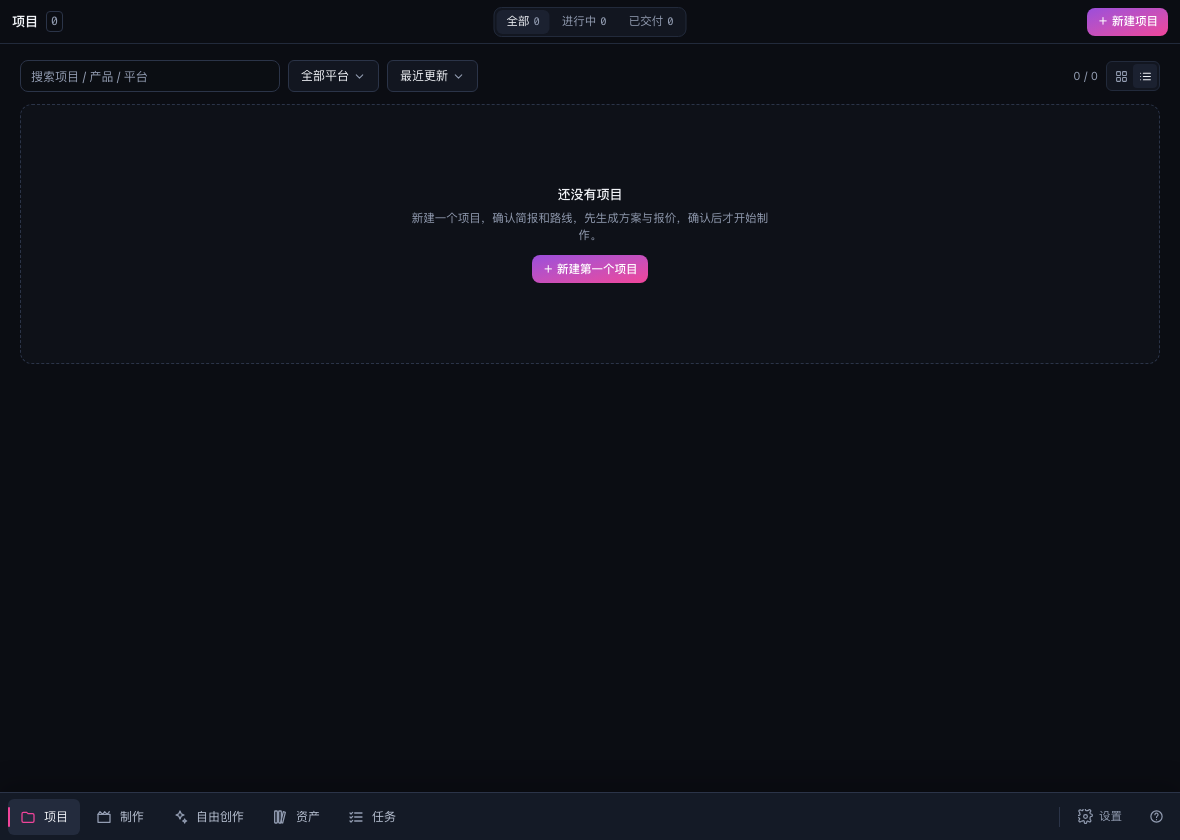 项目 0
全部 0 进行中 0 已交付 0
+ 新建项目
搜索项目 / 产品 / 平台
全部平台
最近更新
0 / 0
还没有项目
新建一个项目，确认简报和路线，先生成方案与报价，确认后才开始制
作。
+ 新建第一个项目
项目 制作 自由创作 资产 任务
设置